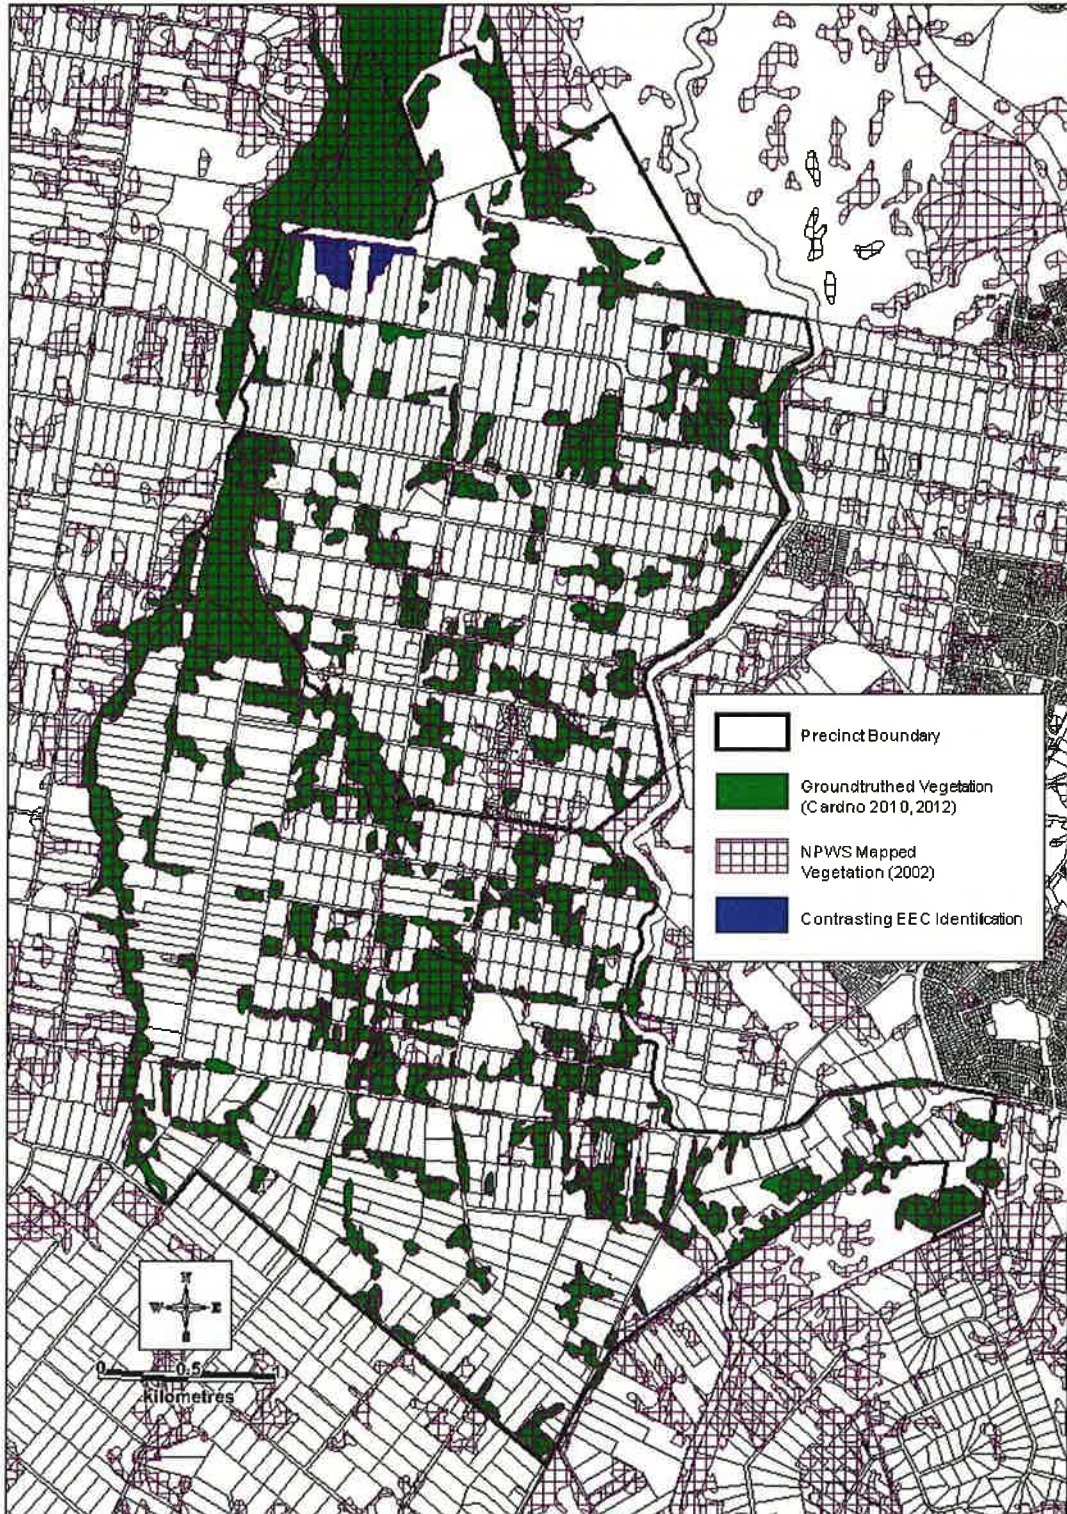 Precinct Boundary
Groundtruthed Vegetation
(Cardno 2010, 2012)
NPWS Mapped
Vegetation (2002)
Contrasting EEC Identification
N
W E
S
0 0.5 1
kilometres